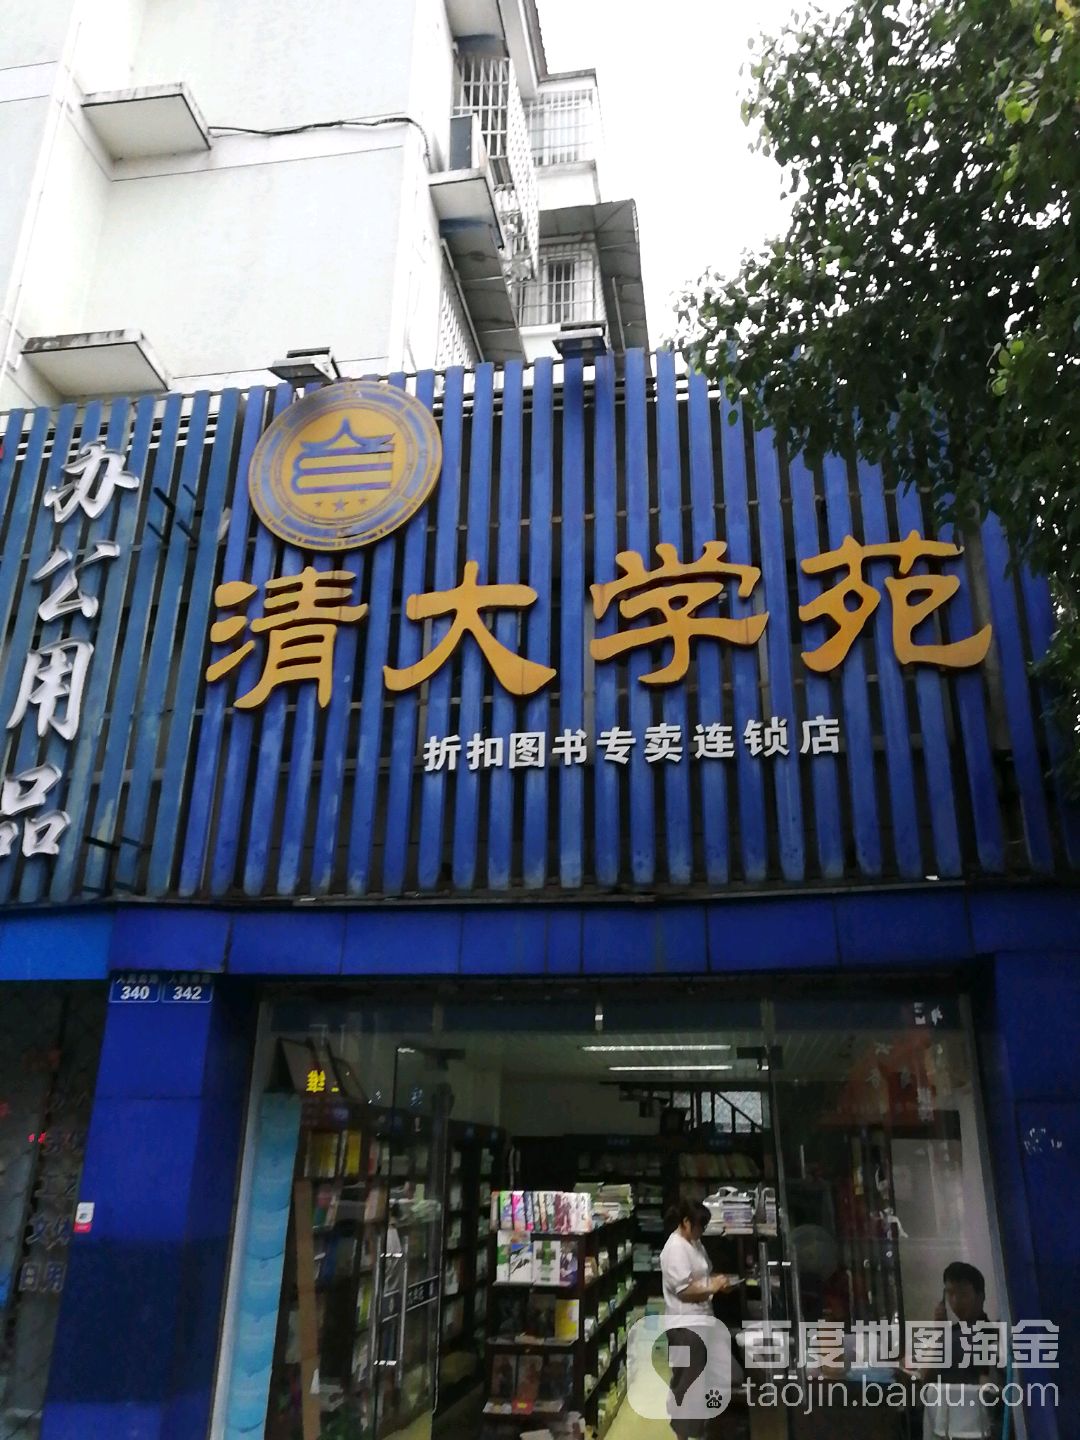 清大学苑
折扣图书专卖连锁店
办公用品
340
342
百度地图淘金
taojin.baidu.com